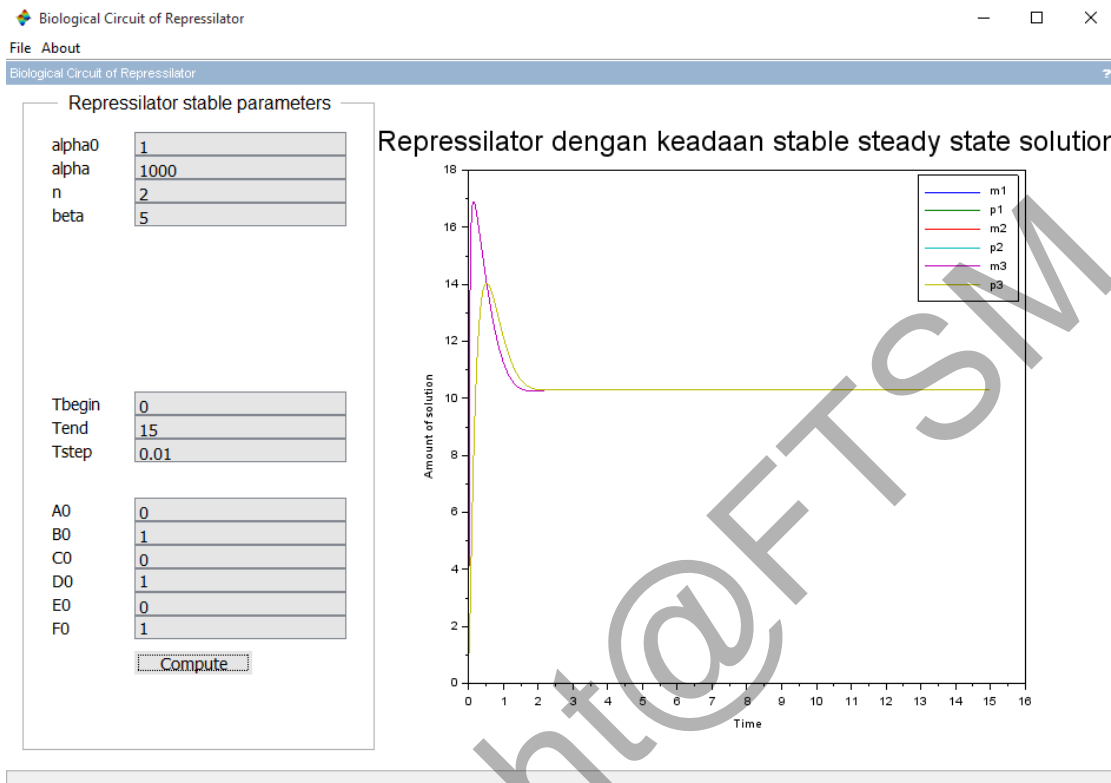 Biological Circuit of Repressilator
File About
Biological Circuit of Repressilator ?
Repressilator stable parameters
alpha0 1
alpha 1000
n 2
beta 5
Tbegin 0
Tend 15
Tstep 0.01
A0 0
B0 1
C0 0
D0 1
E0 0
F0 1
Compute
Repressilator dengan keadaan stable steady state solution
18
16
14
12
10
8
6
4
2
0
Amount of solution
m1
p1
m2
p2
m3
p3
0 1 2 3 4 5 6 7 8 9 10 11 12 13 14 15 16
Time
ht@FTSM